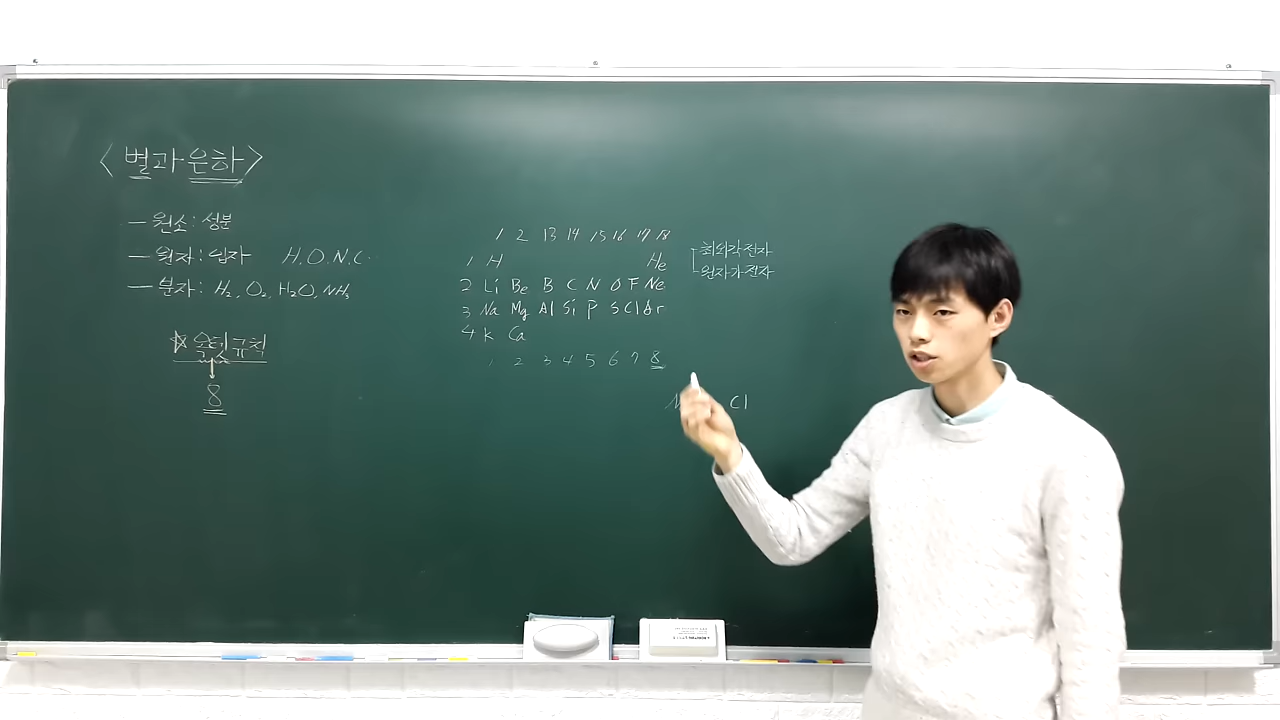 <별과 은하>
- 원소: 성분
- 원자: 입자 H.O.N.C..
- 분자: H₂, O₂, H₂O, NH₃
☆ 옥텟 규칙
8
1 2 13 14 15 16 17 18
1 H He
2 Li Be B C N O F Ne
3 Na Mg Al Si P S Cl Ar
4 K Ca
1 2 3 4 5 6 7 8
최외각 전자
원자가 전자
Cl